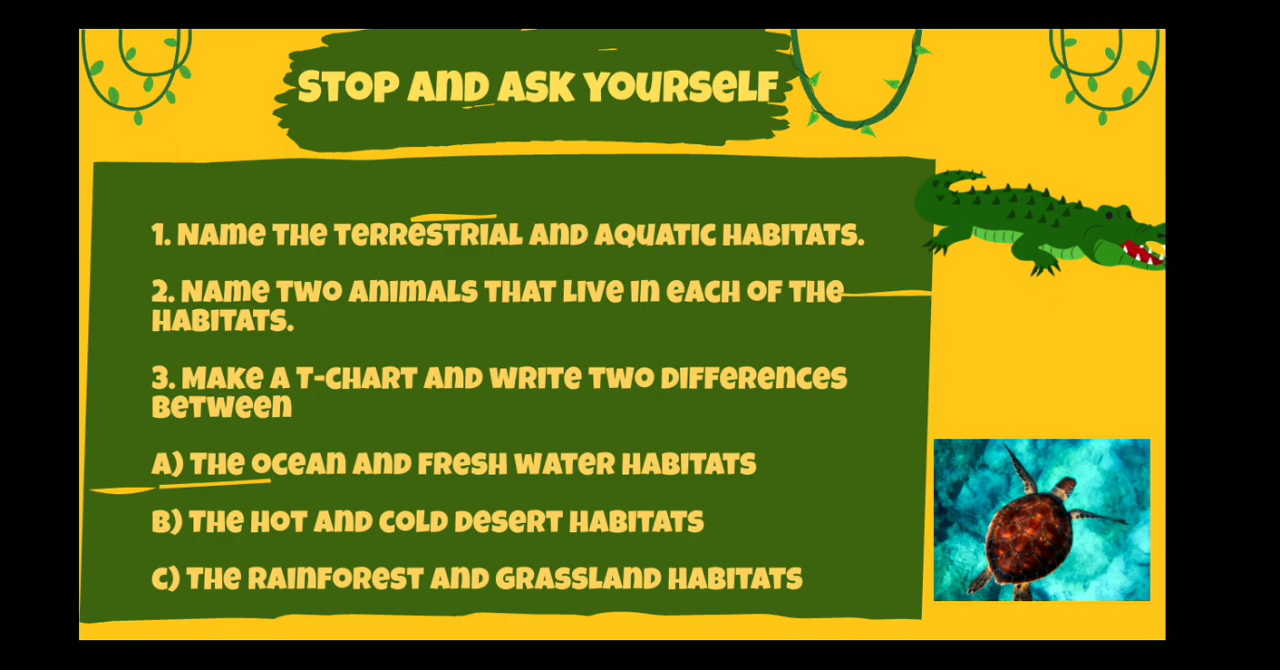 STOP AND ASK YOURSELF
1. NAME THE TERRESTRIAL AND AQUATIC HABITATS.
2. NAME TWO ANIMALS THAT LIVE IN EACH OF THE
HABITATS.
3. MAKE A T-CHART AND WRITE TWO DIFFERENCES
BETWEEN
A) THE OCEAN AND FRESH WATER HABITATS
B) THE HOT AND COLD DESERT HABITATS
C) THE RAINFOREST AND GRASSLAND HABITATS